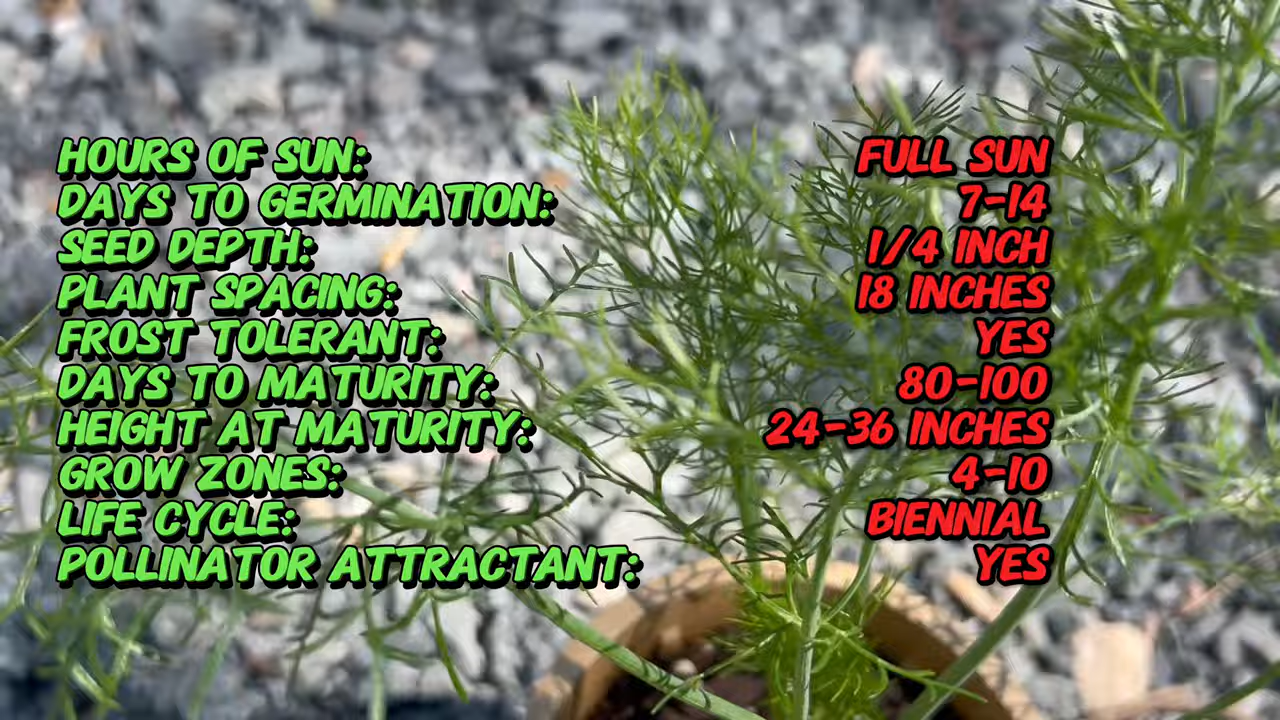 HOURS OF SUN: FULL SUN
DAYS TO GERMINATION: 7-14
SEED DEPTH: 1/4 INCH
PLANT SPACING: 18 INCHES
FROST TOLERANT: YES
DAYS TO MATURITY: 80-100
HEIGHT AT MATURITY: 24-36 INCHES
GROW ZONES: 4-10
LIFE CYCLE: BIENNIAL
POLLINATOR ATTRACTANT: YES